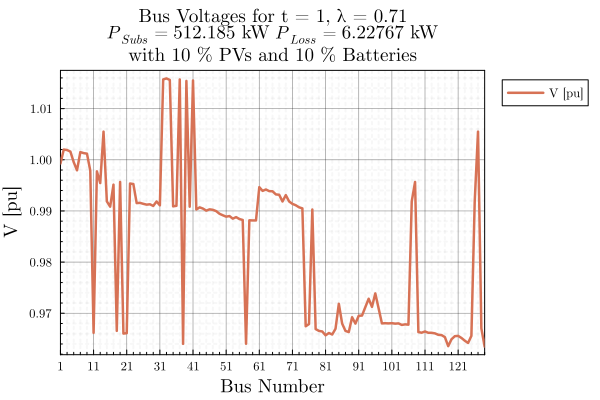 Bus Voltages for t = 1, λ = 0.71
P_Subs = 512.185 kW P_Loss = 6.22767 kW
with 10 % PVs and 10 % Batteries
V [pu]
1.01
1.00
0.99
0.98
0.97
V [pu]
1 11 21 31 41 51 61 71 81 91 101 111 121
Bus Number